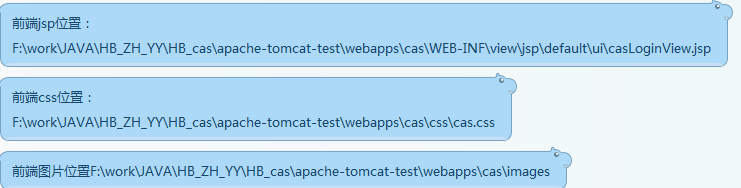 前端jsp位置：
F:\work\JAVA\HB_ZH_YY\HB_cas\apache-tomcat-test\webapps\cas\WEB-INF\view\jsp\default\ui\casLoginView.jsp
前端css位置：
F:\work\JAVA\HB_ZH_YY\HB_cas\apache-tomcat-test\webapps\cas\css\cas.css
前端图片位置F:\work\JAVA\HB_ZH_YY\HB_cas\apache-tomcat-test\webapps\cas\images